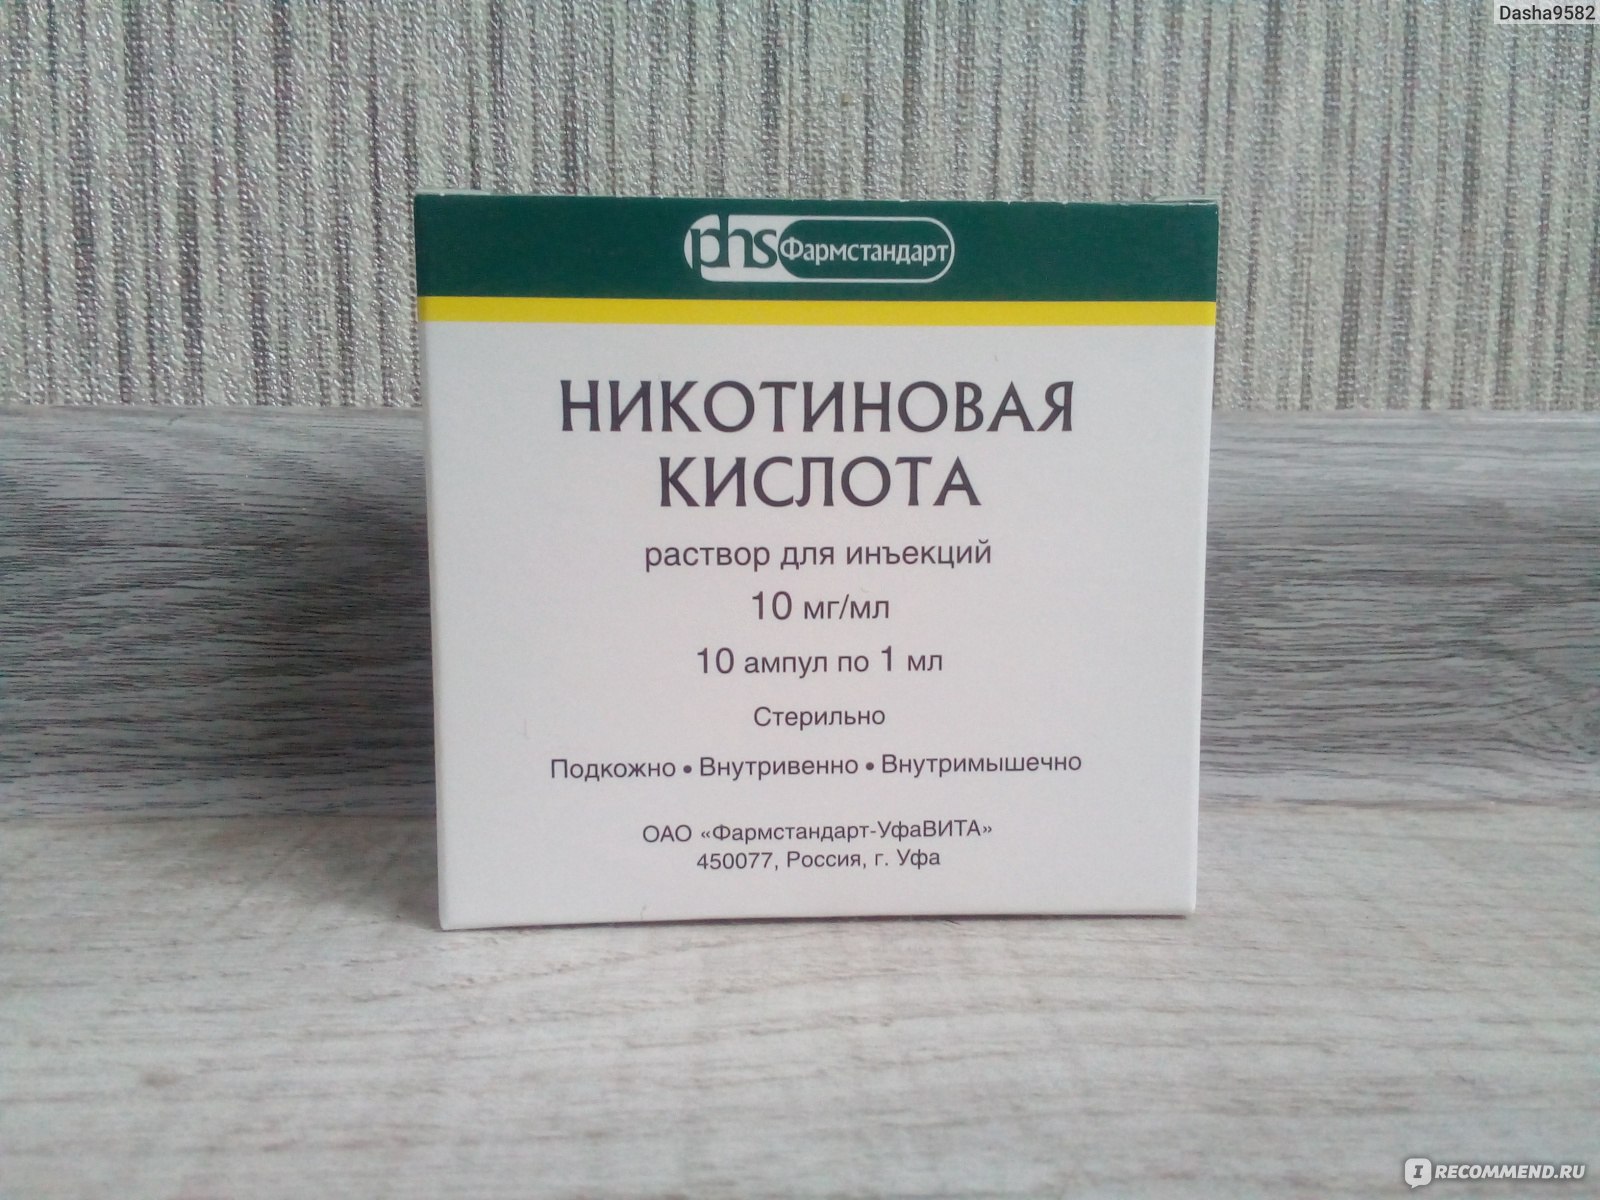 Dasha9582
phs Фармстандарт
НИКОТИНОВАЯ
КИСЛОТА
раствор для инъекций
10 мг/мл
10 ампул по 1 мл
Стерильно
Подкожно • Внутривенно • Внутримышечно
ОАО «Фармстандарт-УфаВИТА»
450077, Россия, г. Уфа
IRECOMMEND.RU